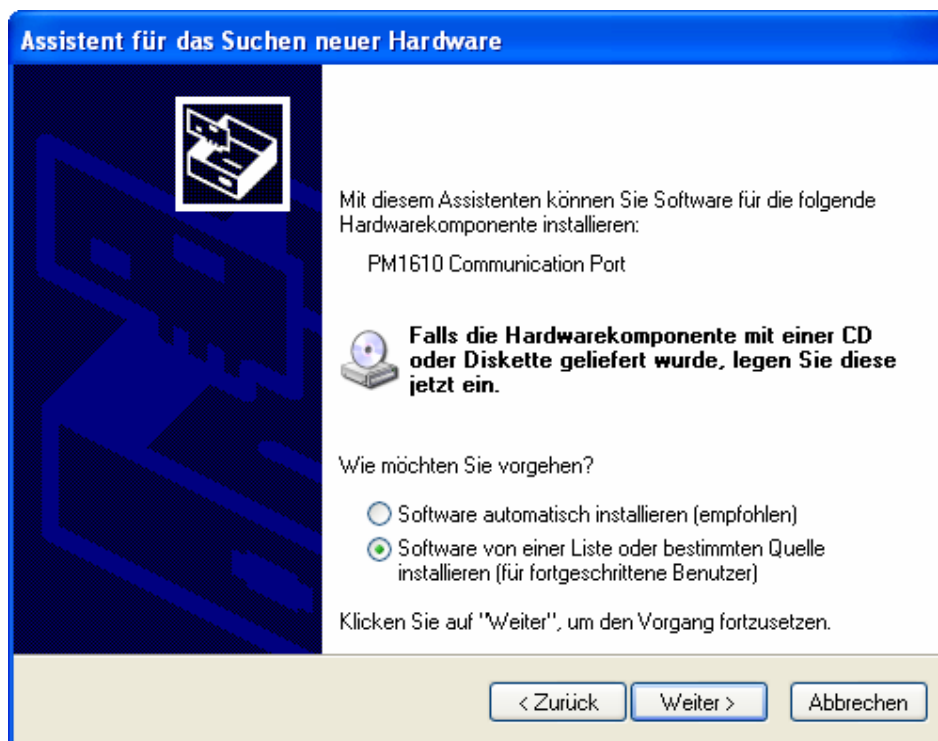 Assistent für das Suchen neuer Hardware
Mit diesem Assistenten können Sie Software für die folgende
Hardwarekomponente installieren:
PM1610 Communication Port
Falls die Hardwarekomponente mit einer CD
oder Diskette geliefert wurde, legen Sie diese
jetzt ein.
Wie möchten Sie vorgehen?
Software automatisch installieren (empfohlen)
Software von einer Liste oder bestimmten Quelle
installieren (für fortgeschrittene Benutzer)
Klicken Sie auf "Weiter", um den Vorgang fortzusetzen.
< Zurück Weiter > Abbrechen